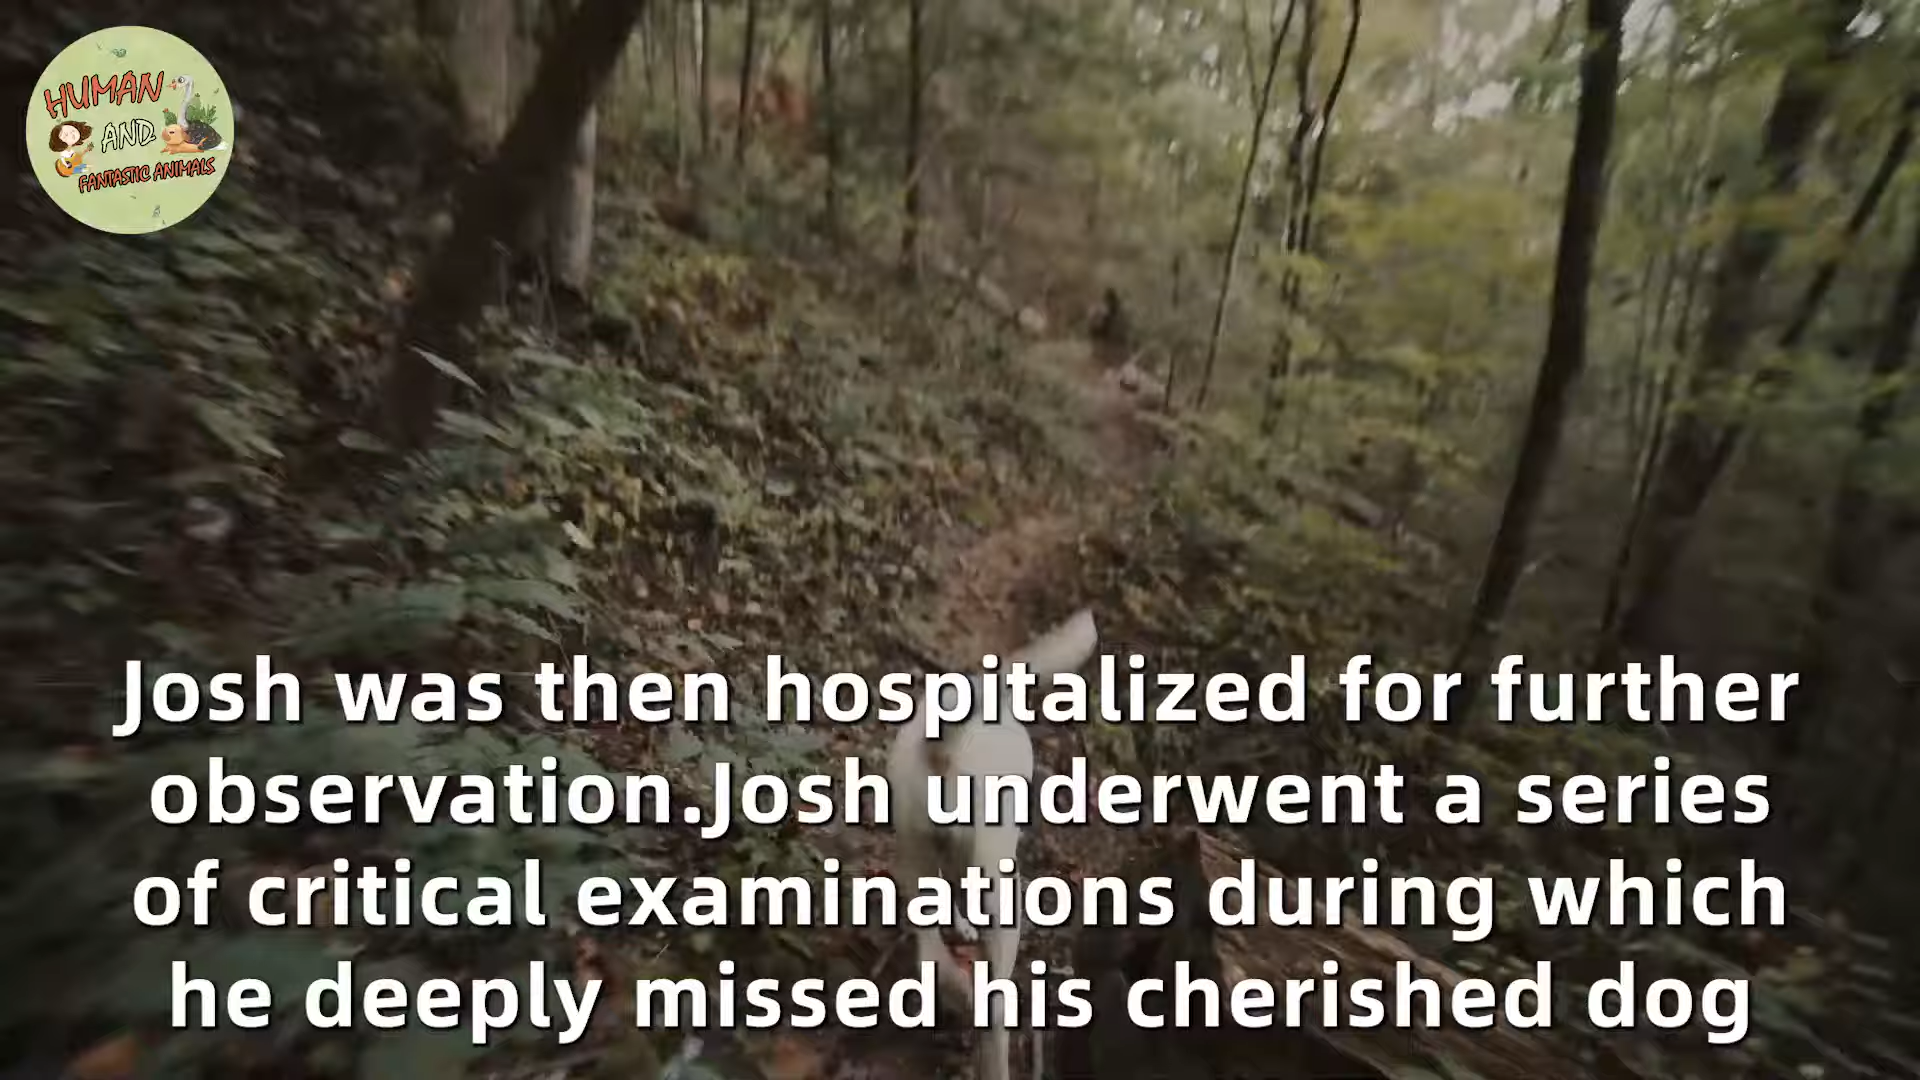 HUMAN
AND
FANTASTIC ANIMALS
Josh was then hospitalized for further
observation.Josh underwent a series
of critical examinations during which
he deeply missed his cherished dog